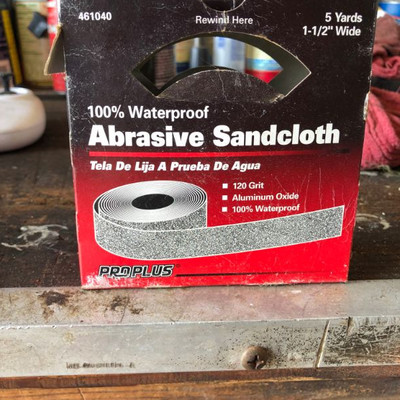 461040
Rewind Here
5 Yards
1-1/2" Wide
100% Waterproof
Abrasive Sandcloth
Tela De Lija A Prueba De Agua
■ 120 Grit
■ Aluminum Oxide
■ 100% Waterproof
PROPLUS